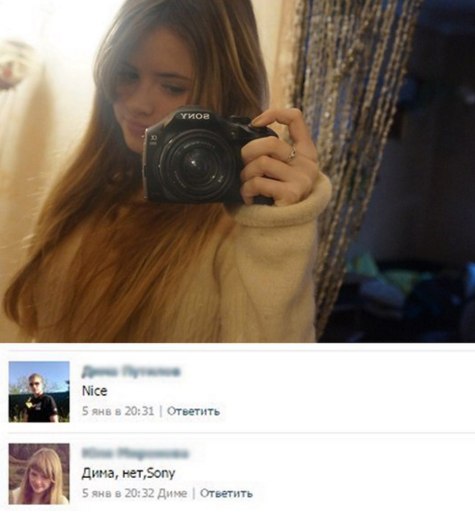 SONY
Nice
5 янв в 20:31 | Ответить
Дима, нет,Sony
5 янв в 20:32 Диме | Ответить